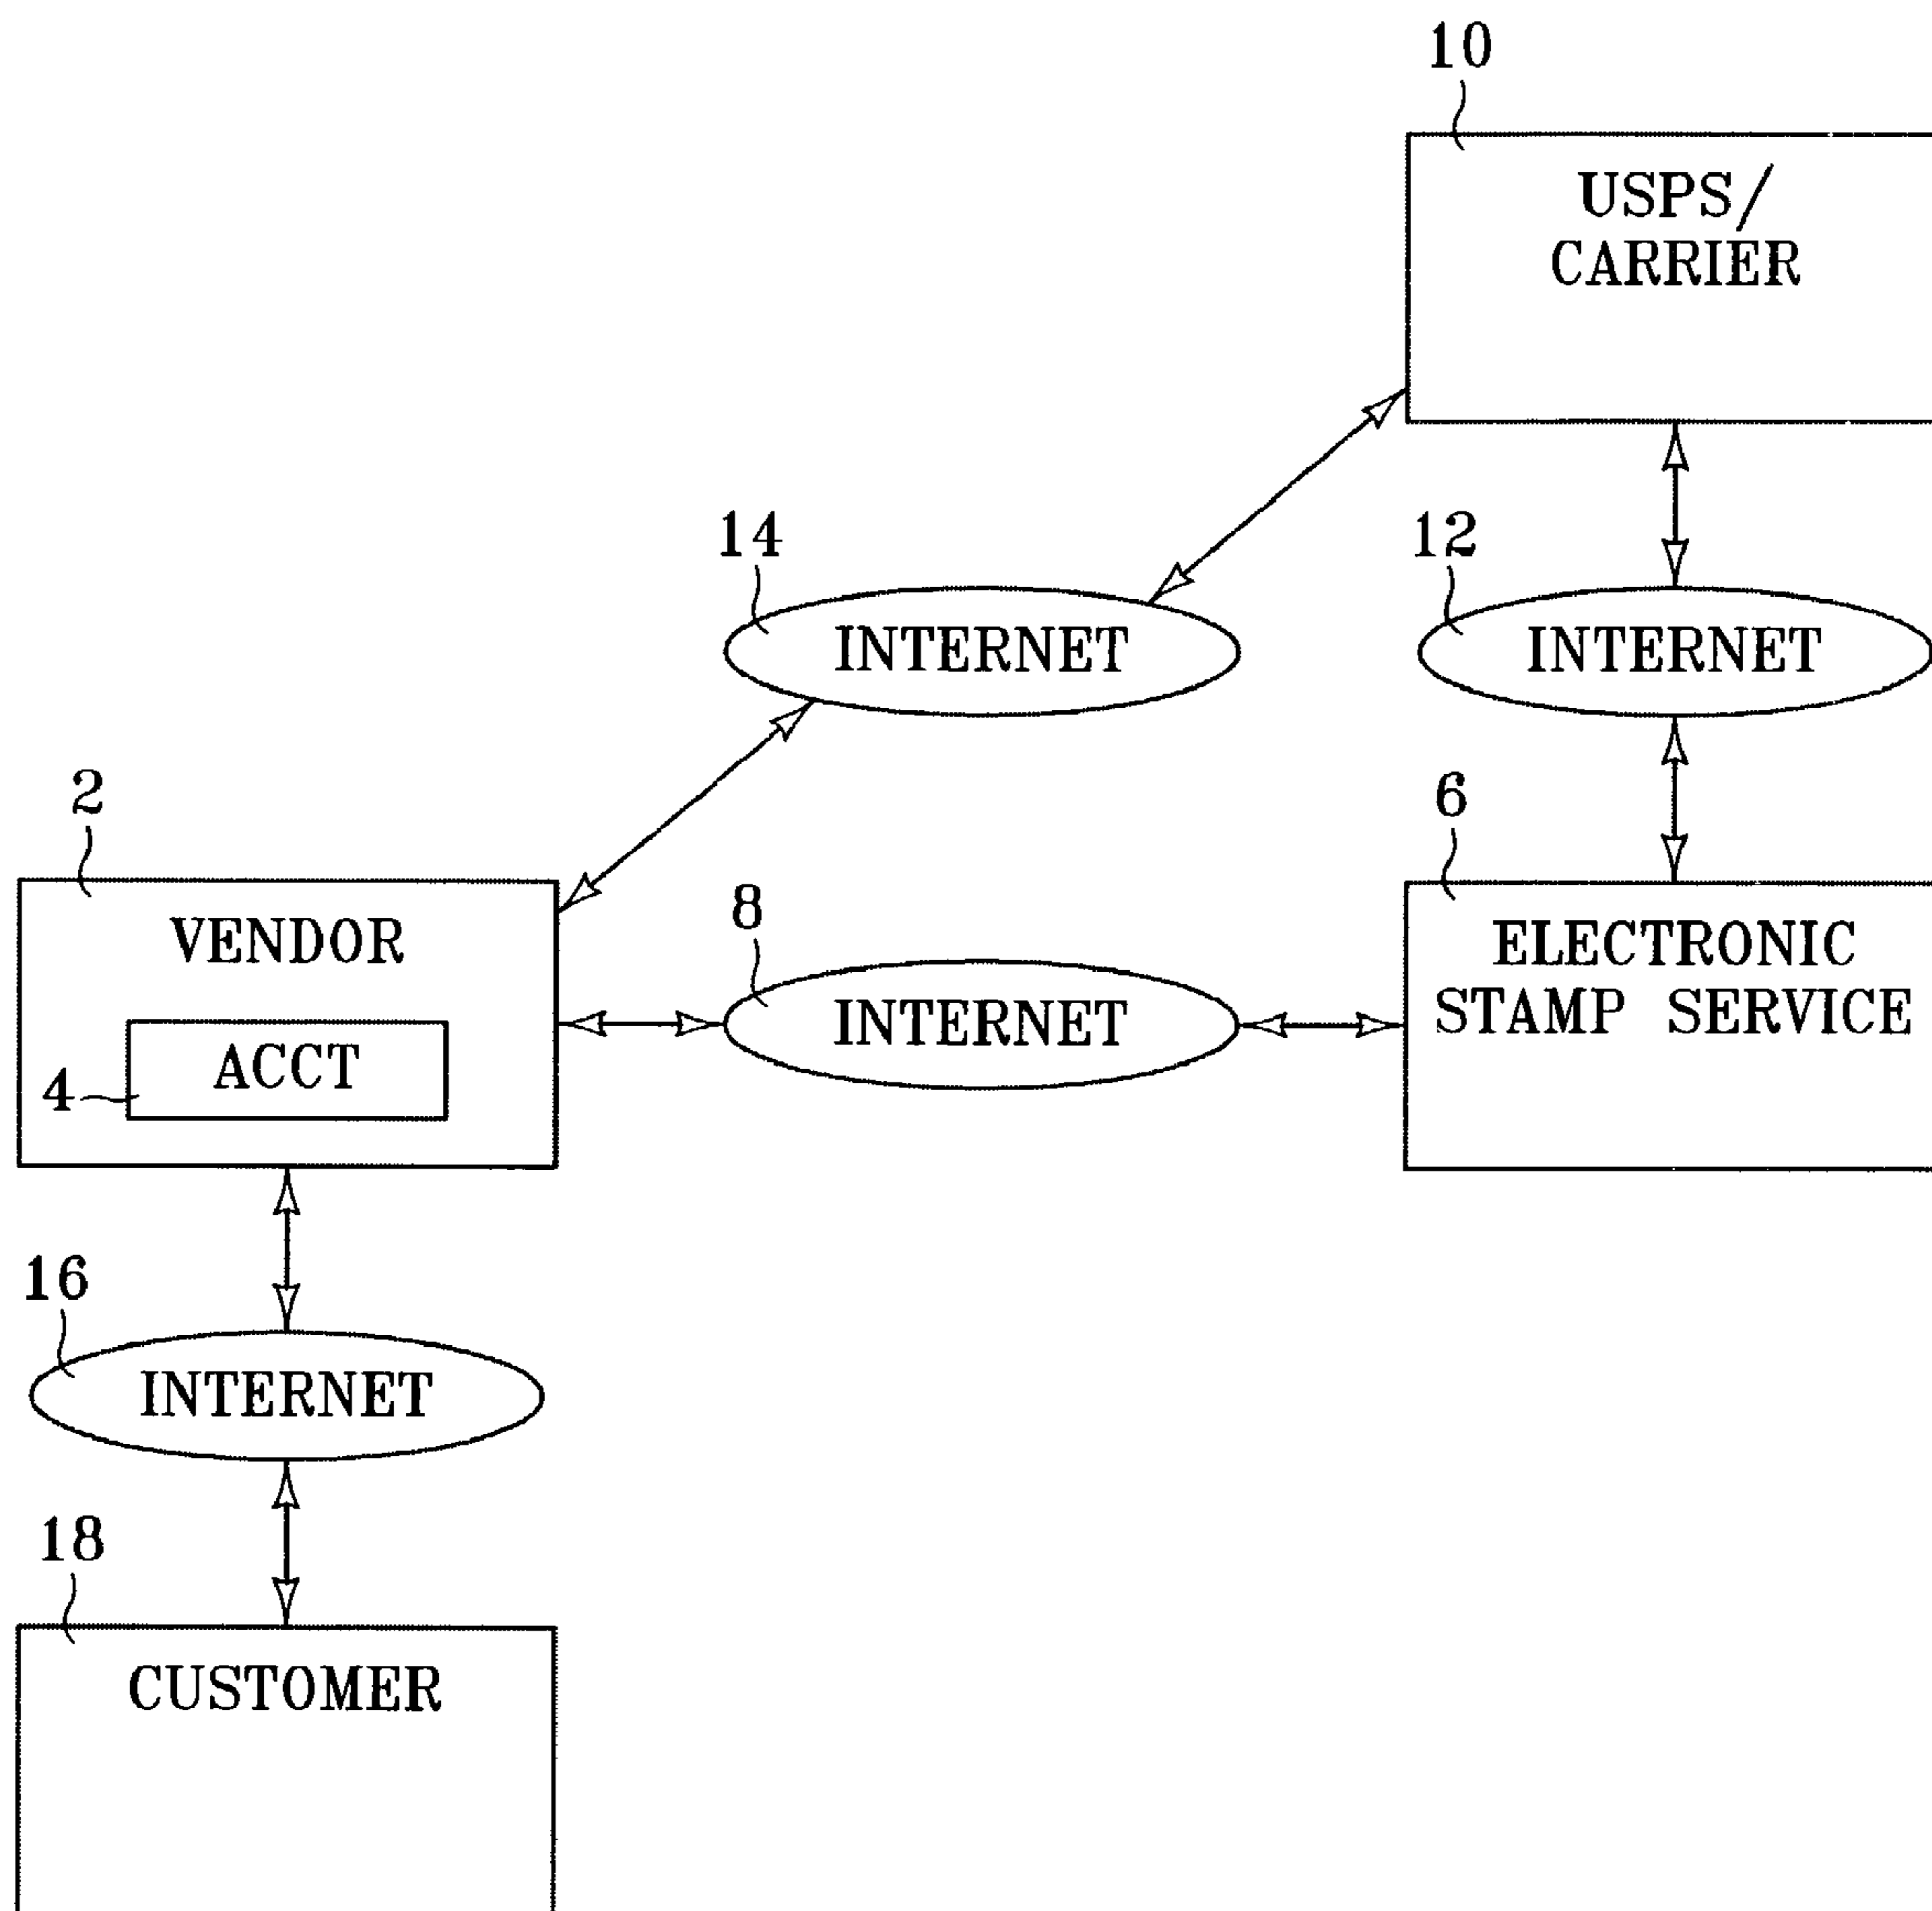 10
USPS/
CARRIER
14
12
INTERNET
INTERNET
2
6
VENDOR
8
ELECTRONIC
STAMP SERVICE
INTERNET
ACCT
4
16
INTERNET
18
CUSTOMER